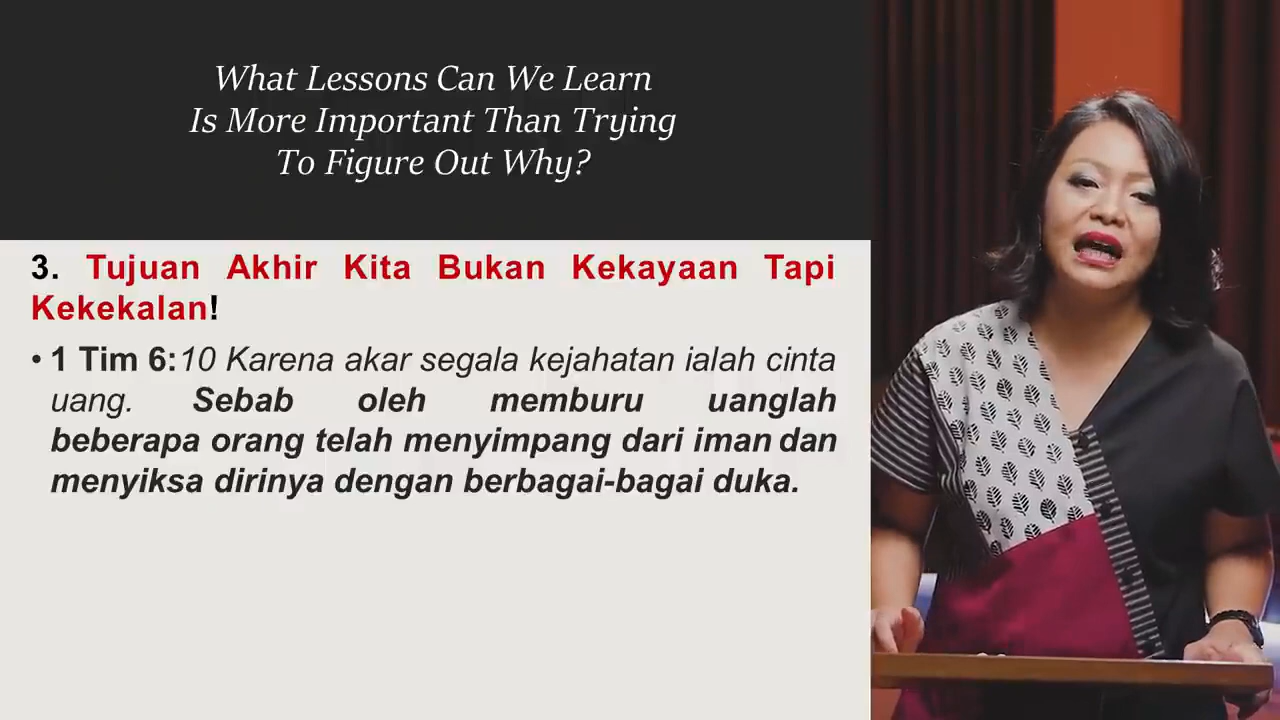 What Lessons Can We Learn
Is More Important Than Trying
To Figure Out Why?
3. Tujuan Akhir Kita Bukan Kekayaan Tapi
Kekekalan!
• 1 Tim 6:10 Karena akar segala kejahatan ialah cinta
uang. Sebab oleh memburu uanglah
beberapa orang telah menyimpang dari iman dan
menyiksa dirinya dengan berbagai-bagai duka.